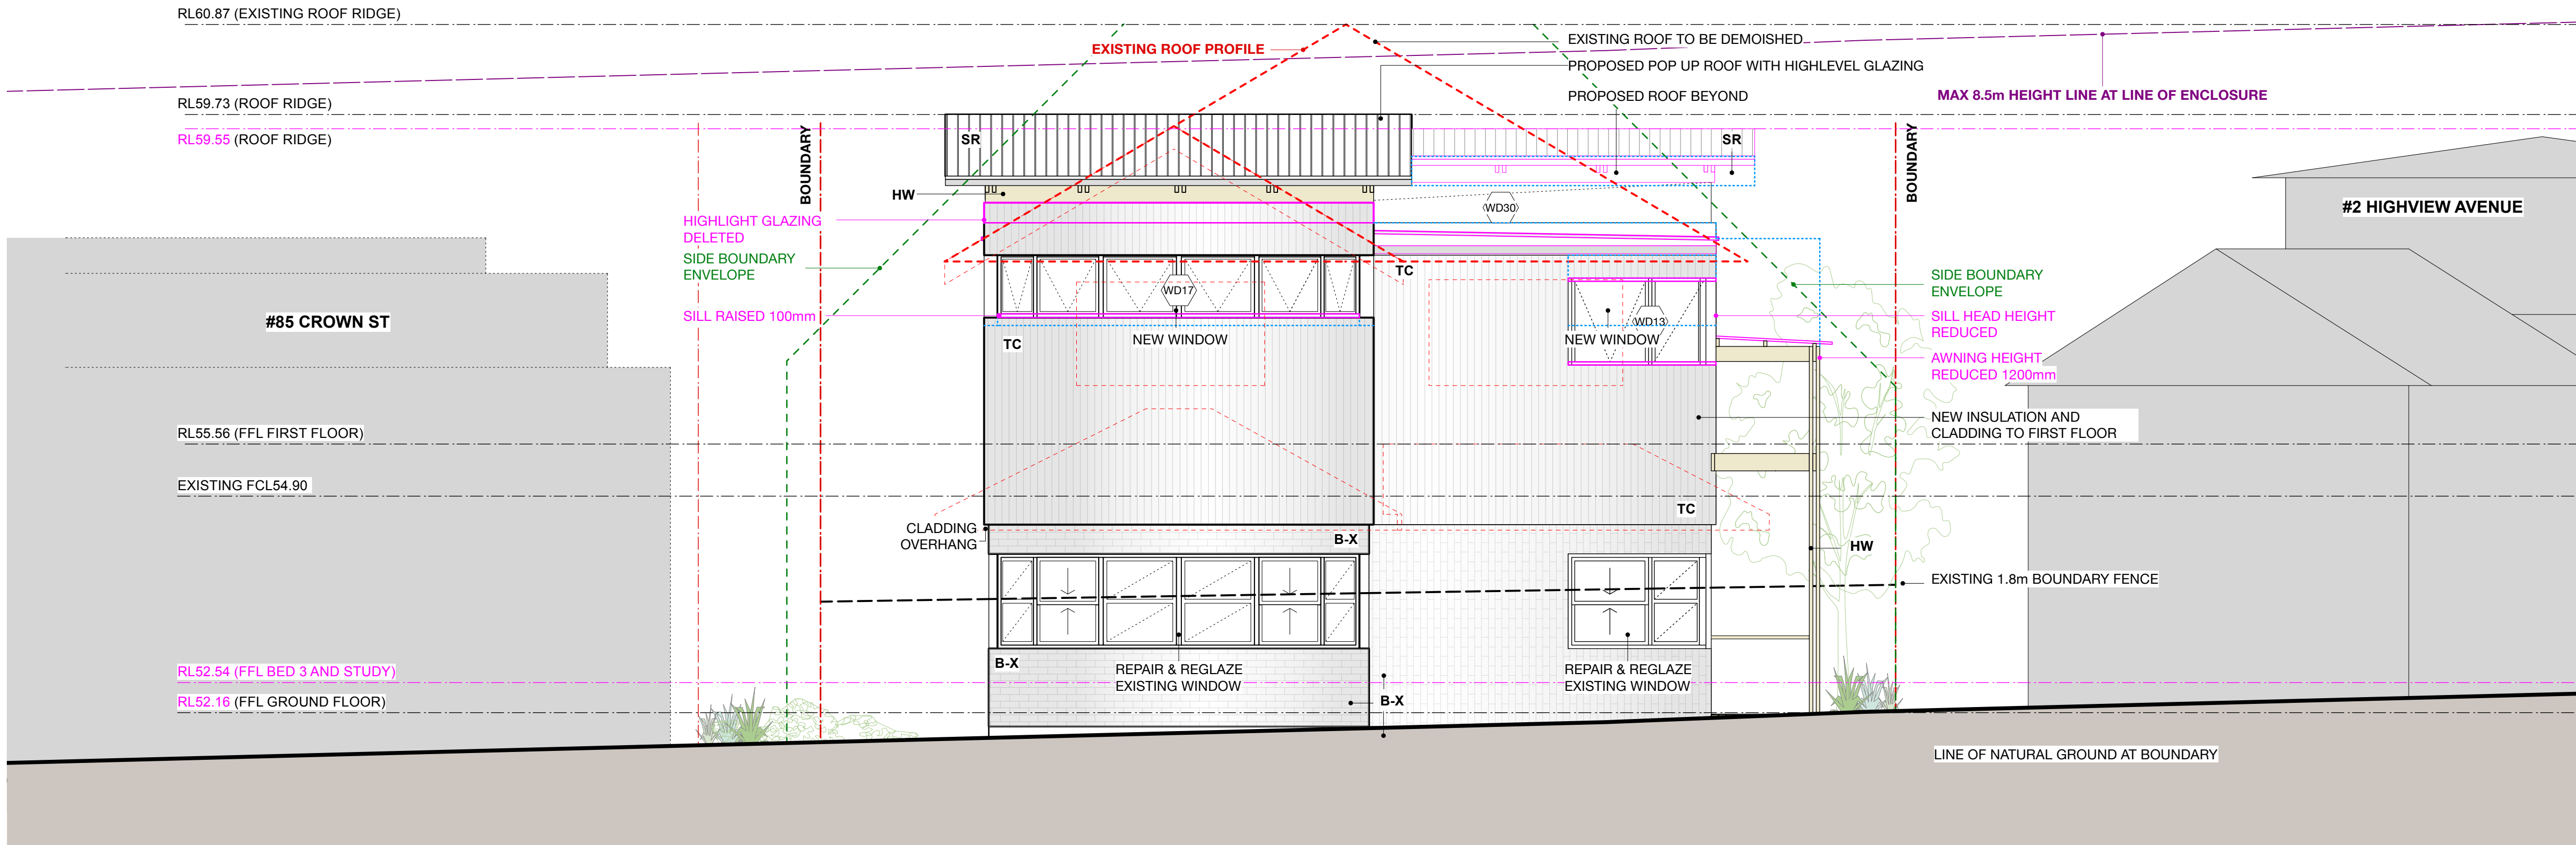 RL60.87 (EXISTING ROOF RIDGE)
EXISTING ROOF PROFILE
EXISTING ROOF TO BE DEMOISHED
PROPOSED POP UP ROOF WITH HIGHLEVEL GLAZING
PROPOSED ROOF BEYOND
MAX 8.5m HEIGHT LINE AT LINE OF ENCLOSURE
RL59.73 (ROOF RIDGE)
RL59.55 (ROOF RIDGE)
BOUNDARY
SR
SR
BOUNDARY
HW
WD30
#2 HIGHVIEW AVENUE
HIGHLIGHT GLAZING
DELETED
SIDE BOUNDARY
ENVELOPE
TC
SIDE BOUNDARY
ENVELOPE
WD17
SILL RAISED 100mm
#85 CROWN ST
WD13
SILL HEAD HEIGHT
REDUCED
TC
NEW WINDOW
NEW WINDOW
AWNING HEIGHT
REDUCED 1200mm
NEW INSULATION AND
CLADDING TO FIRST FLOOR
RL55.56 (FFL FIRST FLOOR)
EXISTING FCL54.90
TC
CLADDING
OVERHANG
B-X
HW
EXISTING 1.8m BOUNDARY FENCE
RL52.54 (FFL BED 3 AND STUDY)
B-X
REPAIR & REGLAZE
EXISTING WINDOW
REPAIR & REGLAZE
EXISTING WINDOW
RL52.16 (FFL GROUND FLOOR)
B-X
LINE OF NATURAL GROUND AT BOUNDARY